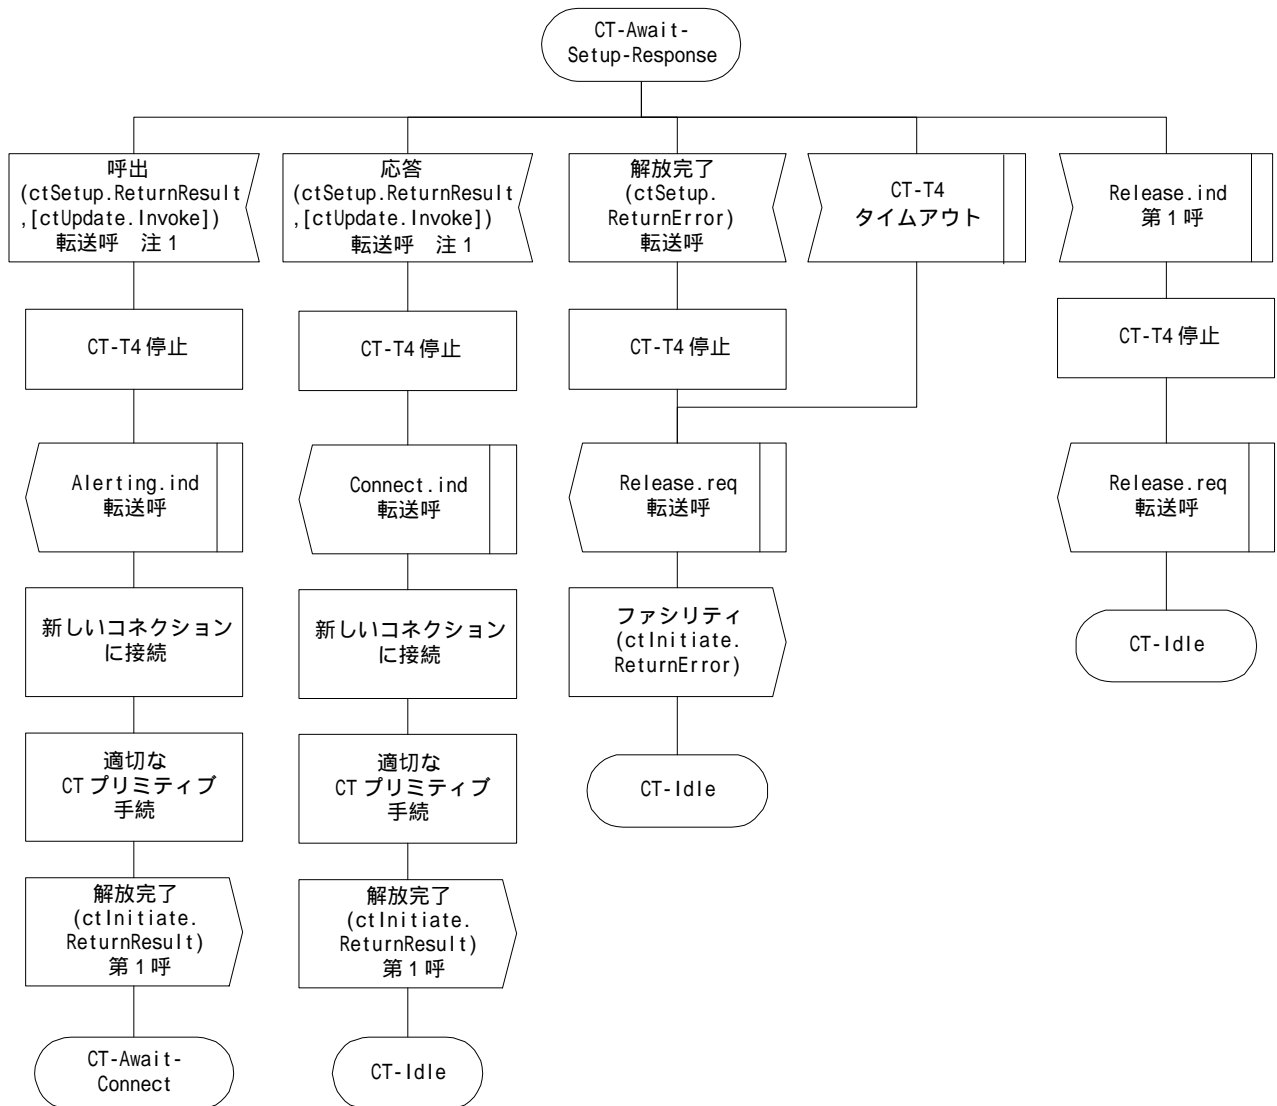 CT-Await-
Setup-Response
呼出
(ctSetup.ReturnResult
,[ctUpdate.Invoke])
転送呼　注1
CT-T4停止
Alerting.ind
転送呼
新しいコネクション
に接続
適切な
CTプリミティブ
手続
解放完了
(ctInitiate.
ReturnResult)
第1呼
CT-Await-
Connect
応答
(ctSetup.ReturnResult
,[ctUpdate.Invoke])
転送呼　注1
CT-T4停止
Connect.ind
転送呼
新しいコネクション
に接続
適切な
CTプリミティブ
手続
解放完了
(ctInitiate.
ReturnResult)
第1呼
CT-Idle
解放完了
(ctSetup.
ReturnError)
転送呼
CT-T4停止
Release.req
転送呼
ファシリティ
(ctInitiate.
ReturnError)
CT-Idle
CT-T4
タイムアウト
Release.ind
第1呼
CT-T4停止
Release.req
転送呼
CT-Idle